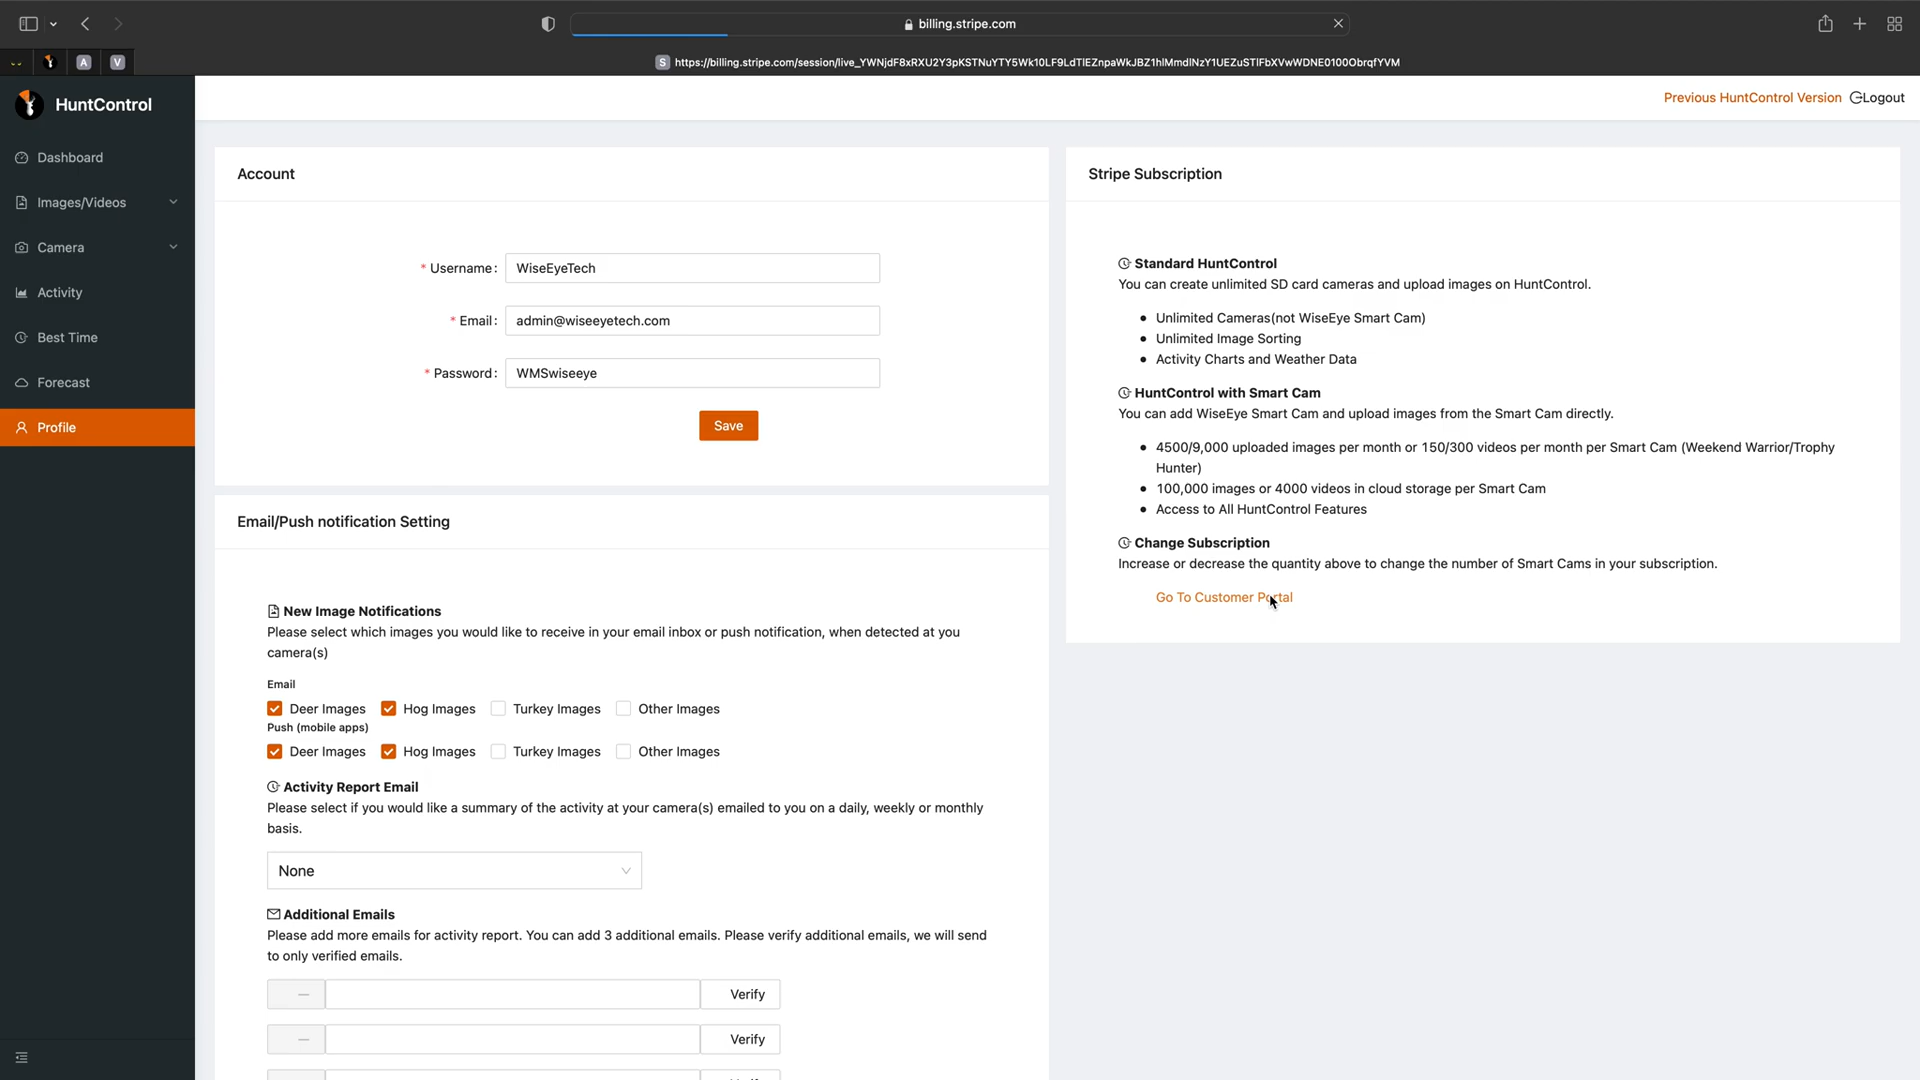 billing.stripe.com
A
V
S https://billing.stripe.com/session/live_YWNjdF8xRXU2Y3pKSTNuYTY5Wk10LF9LdTlEZnpaWkJBZ1hlMmdlNzY1UEZuSTlFbXVwWDNE0100ObrqfYVM
HuntControl
Previous HuntControl Version
Logout
Dashboard
Images/Videos
Camera
Activity
Best Time
Forecast
Profile
Account
* Username:
WiseEyeTech
* Email:
admin@wiseeyetech.com
* Password:
WMSwiseeye
Save
Email/Push notification Setting
New Image Notifications
Please select which images you would like to receive in your email inbox or push notification, when detected at you
camera(s)
Email
Deer Images
Hog Images
Turkey Images
Other Images
Push (mobile apps)
Deer Images
Hog Images
Turkey Images
Other Images
Activity Report Email
Please select if you would like a summary of the activity at your camera(s) emailed to you on a daily, weekly or monthly
basis.
None
Additional Emails
Please add more emails for activity report. You can add 3 additional emails. Please verify additional emails, we will send
to only verified emails.
Verify
Verify
Stripe Subscription
Standard HuntControl
You can create unlimited SD card cameras and upload images on HuntControl.
• Unlimited Cameras(not WiseEye Smart Cam)
• Unlimited Image Sorting
• Activity Charts and Weather Data
HuntControl with Smart Cam
You can add WiseEye Smart Cam and upload images from the Smart Cam directly.
• 4500/9,000 uploaded images per month or 150/300 videos per month per Smart Cam (Weekend Warrior/Trophy
Hunter)
• 100,000 images or 4000 videos in cloud storage per Smart Cam
• Access to All HuntControl Features
Change Subscription
Increase or decrease the quantity above to change the number of Smart Cams in your subscription.
Go To Customer Portal